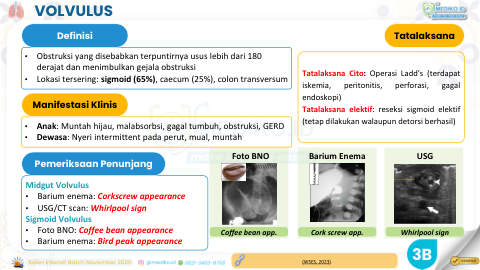 VOLVULUS
Definisi
• Obstruksi yang disebabkan terpuntirnya usus lebih dari 180
derajat dan menimbulkan gejala obstruksi
• Lokasi tersering: sigmoid (65%), caecum (25%), colon transversum
Manifestasi Klinis
• Anak: Muntah hijau, malabsorbsi, gagal tumbuh, obstruksi, GERD
• Dewasa: Nyeri intermittent pada perut, mual, muntah
Pemeriksaan Penunjang
Midgut Volvulus
• Barium enema: Corkscrew appearance
• USG/CT scan: Whirlpool sign
Sigmoid Volvulus
• Foto BNO: Coffee bean appearance
• Barium enema: Bird peak appearance
Tatalaksana
Tatalaksana Cito: Operasi Ladd's (terdapat
iskemia, peritonitis, perforasi, gagal
endoskopi)
Tatalaksana elektif: reseksi sigmoid elektif
(tetap dilakukan walaupun detorsi berhasil)
Foto BNO
Barium Enema
USG
Coffee bean app.
Cork screw app.
Whirlpool sign
(WSES, 2023)
3B